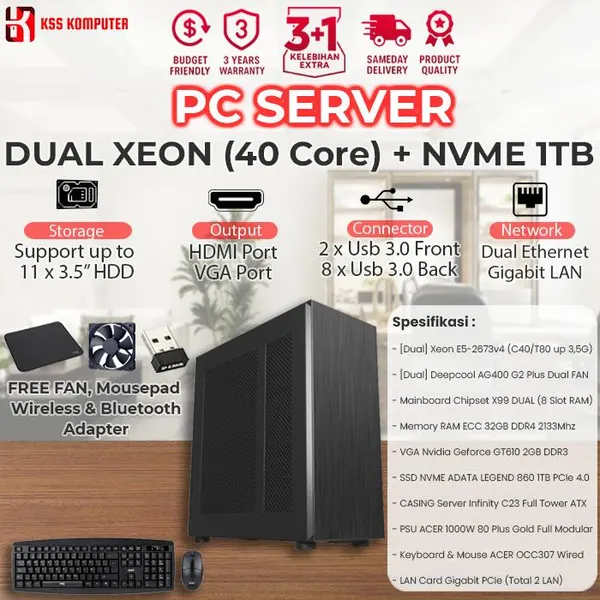 KSS KOMPUTER
BUDGET
FRIENDLY
3
3 YEARS
WARRANTY
3+1
KELEBIHAN
EXTRA
SAMEDAY
DELIVERY
PRODUCT
QUALITY
PC SERVER
DUAL XEON (40 Core) + NVME 1TB
Storage
Support up to
11 x 3.5" HDD
Output
HDMI Port
VGA Port
Connector
2 x Usb 3.0 Front
8 x Usb 3.0 Back
Network
Dual Ethernet
Gigabit LAN
FREE FAN, Mousepad
Wireless & Bluetooth
Adapter
Spesifikasi :
- [Dual] Xeon E5-2673v4 (C40/T80 up 3,5G)
- [Dual] Deepcool AG400 G2 Plus Dual FAN
- Mainboard Chipset X99 DUAL (8 Slot RAM)
- Memory RAM ECC 32GB DDR4 2133Mhz
- VGA Nvidia Geforce GT610 2GB DDR3
- SSD NVME ADATA LEGEND 860 1TB PCIe 4.0
- CASING Server Infinity C23 Full Tower ATX
- PSU ACER 1000W 80 Plus Gold Full Modular
- Keyboard & Mouse ACER OCC307 Wired
- LAN Card Gigabit PCIe (Total 2 LAN)